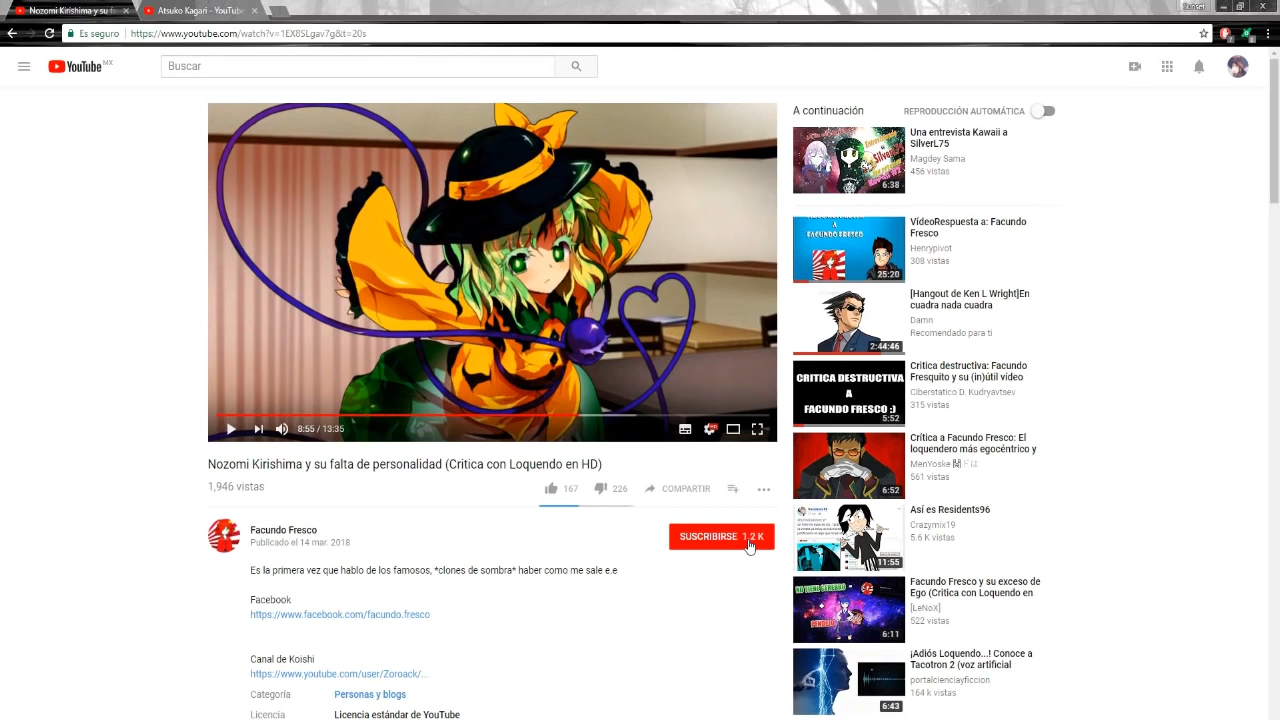 Nozomi Kirishima y su fa
Atsuko Kagari - YouTube
Es seguro
https://www.youtube.com/watch?v=1EX8SLgav7g&t=20s
YouTube MX
Buscar
8:55 / 13:35
Nozomi Kirishima y su falta de personalidad (Critica con Loquendo en HD)
1,946 vistas
167
226
COMPARTIR
Facundo Fresco
Publicado el 14 mar. 2018
SUSCRIBIRSE 1.2 K
Es la primera vez que hablo de los famosos, *clones de sombra* haber como me sale e.e
Facebook
https://www.facebook.com/facundo.fresco
Canal de Koishi
https://www.youtube.com/user/Zoroack/...
Categoría Personas y blogs
Licencia Licencia estándar de YouTube
A continuación
REPRODUCCIÓN AUTOMÁTICA
6:38
Una entrevista Kawaii a
SilverL75
Magdey Sama
456 vistas
A
FACUNDO FRESCO
25:20
VídeoRespuesta a: Facundo
Fresco
Henrypivot
308 vistas
2:44:46
[Hangout de Ken L Wright]En
cuadra nada cuadra
Damn
Recomendado para ti
CRITICA DESTRUCTIVA
A
FACUNDO FRESCO :)
5:52
Critica destructiva: Facundo
Fresquito y su (in)útil video
Ciberstatico D. Kudryavtsev
315 vistas
6:52
Crítica a Facundo Fresco: El
loquendero más egocéntrico y
MenYoske
561 vistas
11:55
Así es Residents96
Crazymix19
5.6 K vistas
6:11
Facundo Fresco y su exceso de
Ego (Critica con Loquendo en
[LeNoX]
522 vistas
6:43
¡Adiós Loquendo...! Conoce a
Tacotron 2 (voz artificial
portalcienciayficcion
164 k vistas